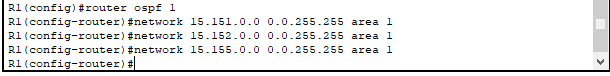 R1(config)#router ospf 1
R1(config-router)#network 15.151.0.0 0.0.255.255 area 1
R1(config-router)#network 15.152.0.0 0.0.255.255 area 1
R1(config-router)#network 15.155.0.0 0.0.255.255 area 1
R1(config-router)#